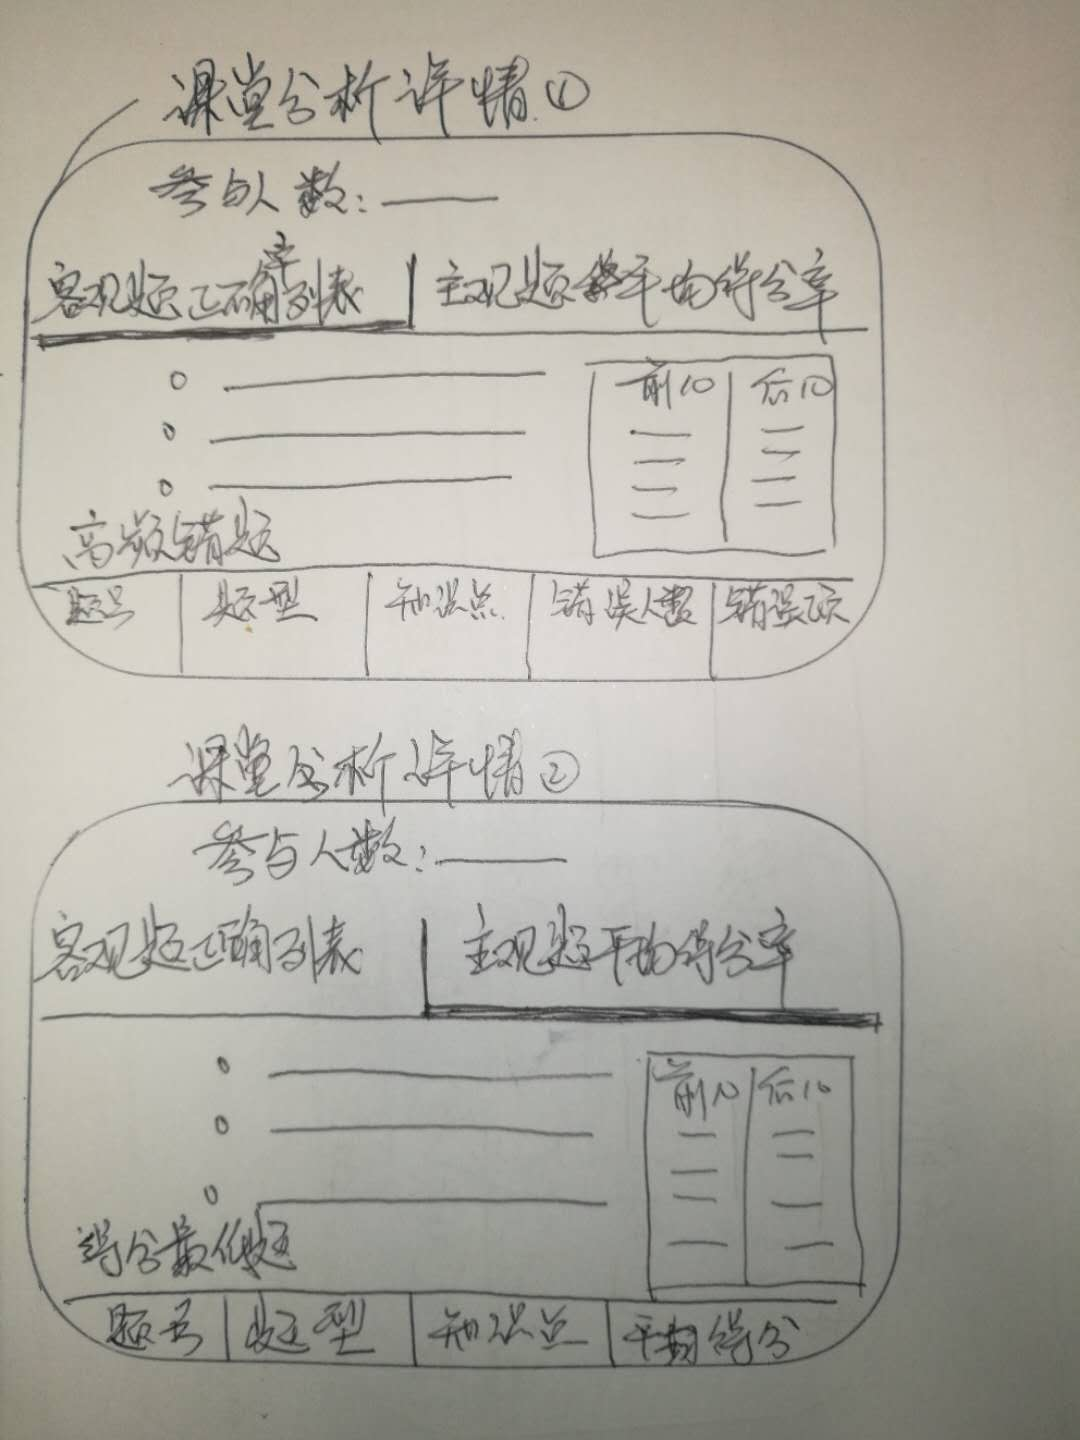 课堂分析详情①
参与人数：
客观题正确率列表 主观题平均得分率
前10 后10
高频错题
题号 题型 知识点 错误人数 错误项
课堂分析详情②
参与人数：
客观题正确列表 主观题平均得分率
前10 后10
得分最低题
题号 题型 知识点 平均得分